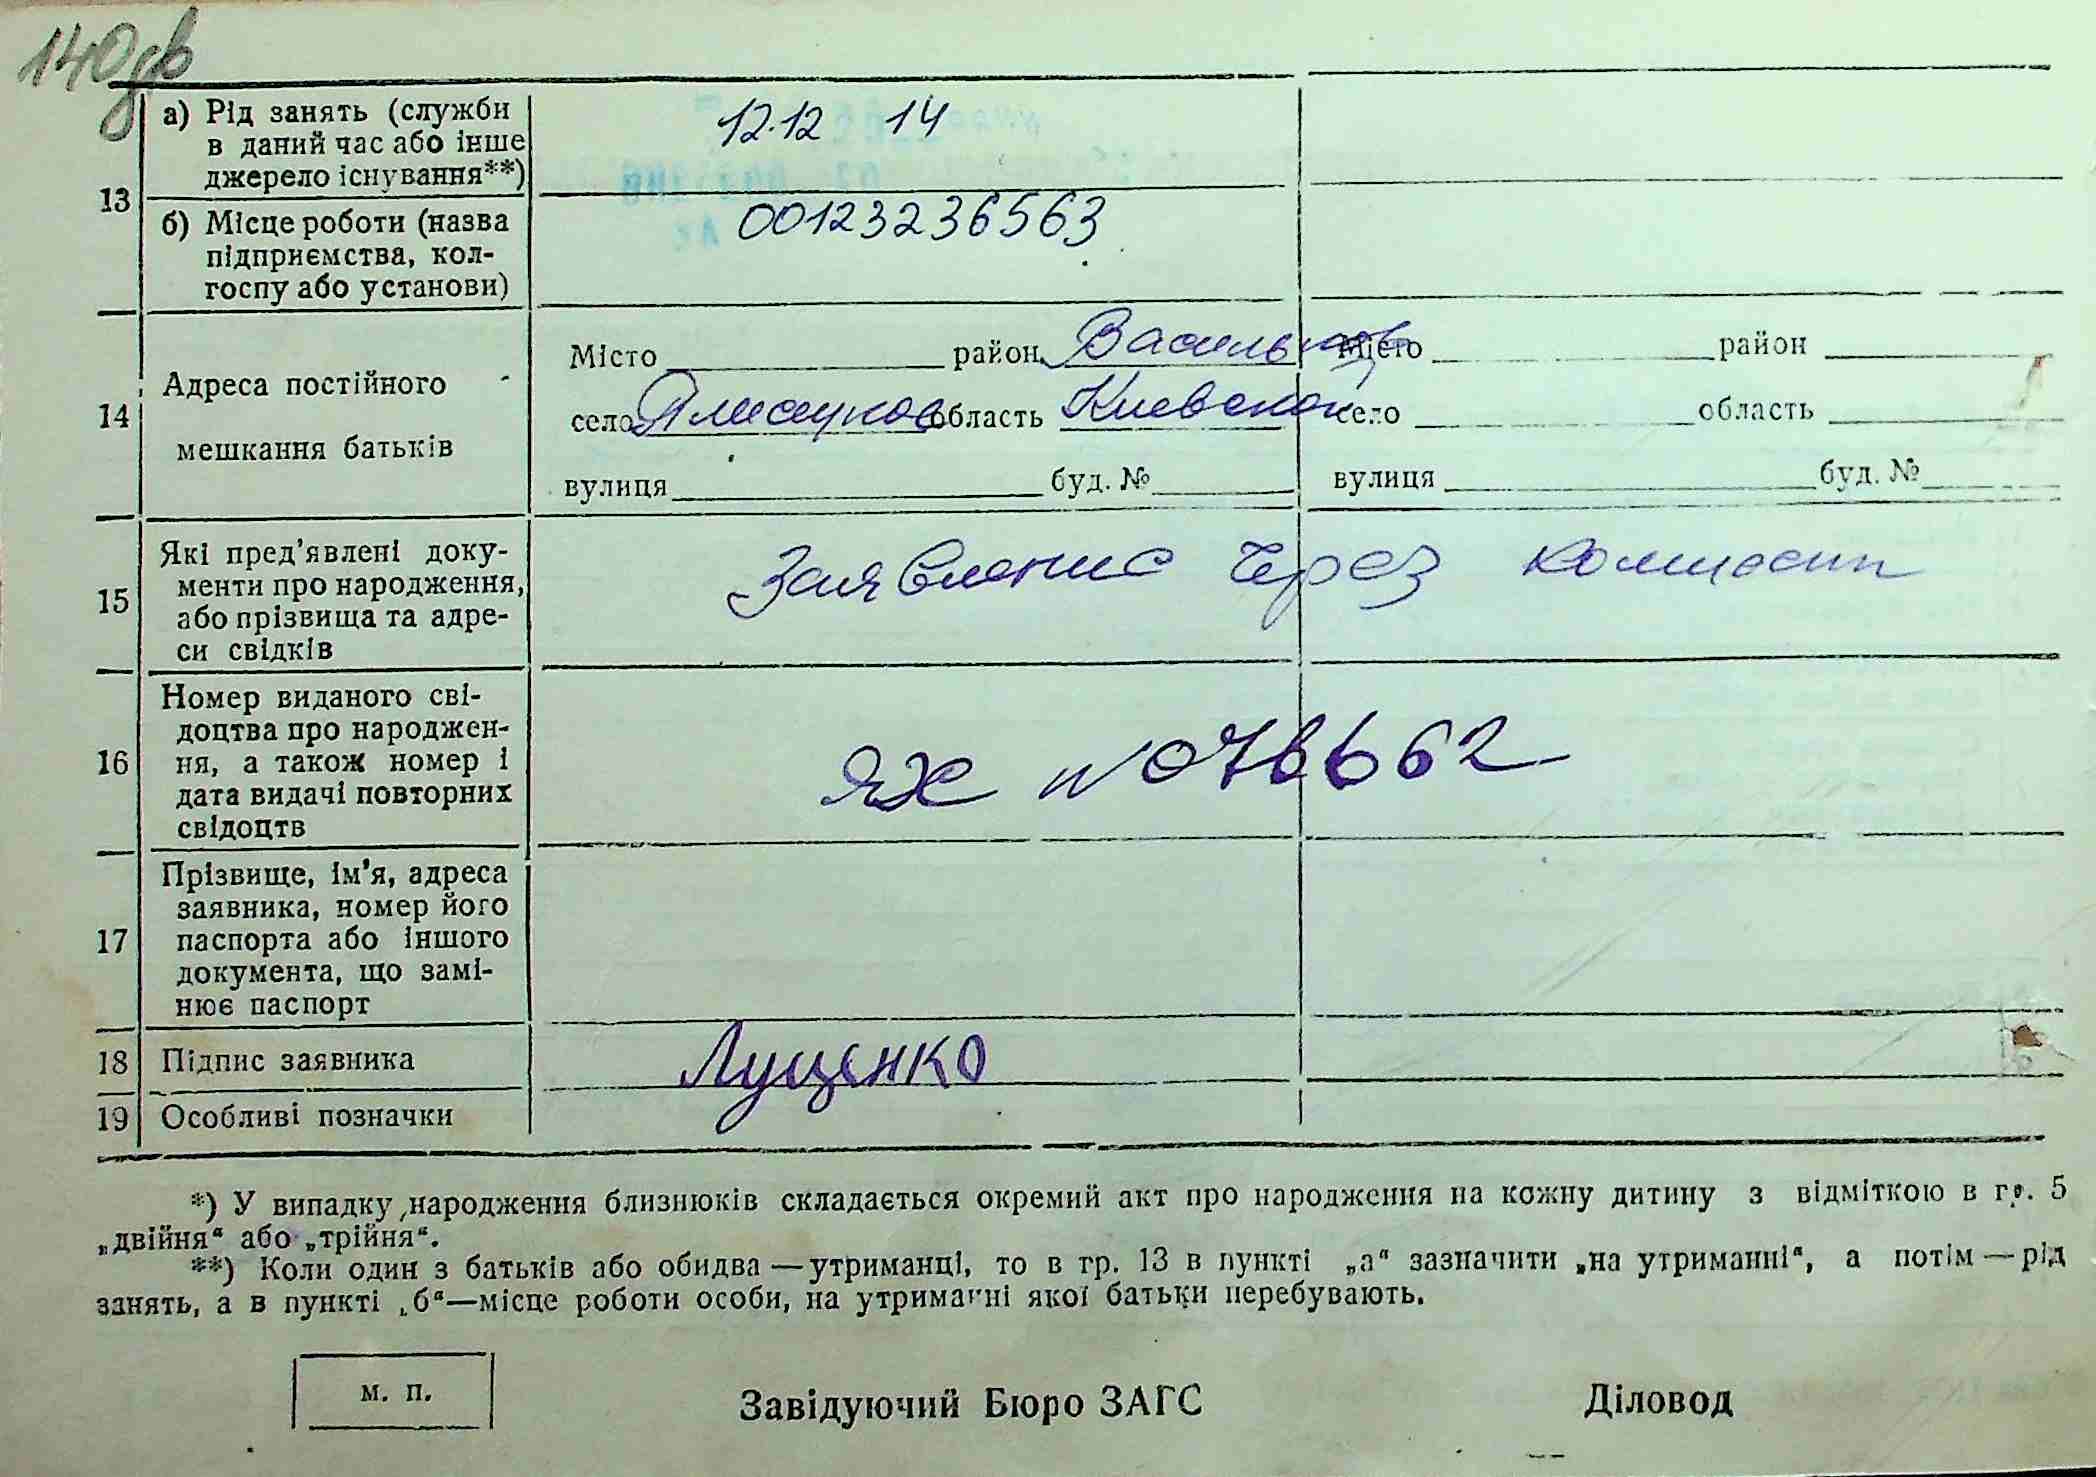 140
а) Рід занять (служби
в даний час або інше
джерело існування**)
12.12 14
13
б) Місце роботи (назва
підприємства, кол-
госпу або установи)
00123236563
14
Адреса постійного
мешкання батьків
Місто район Васильков
село область Киевская
вулиця буд. №
Місто район
село область
вулиця буд. №
15
Які пред’явлені доку-
менти про народження,
або прізвища та адре-
си свідків
Заявление через
16
Номер виданого сві-
доцтва про народжен-
ня, а також номер і
дата видачі повторних
свідоцтв
ЯХ N 078662
17
Прізвище, ім’я, адреса
заявника, номер його
паспорта або іншого
документа, що замі-
нює паспорт
18 Підпис заявника Луценко
19 Особливі позначки
*) У випадку народження близнюків складається окремий акт про народження на кожну дитину з відміткою в гр. 5
„двійня“ або „трійня“.
**) Коли один з батьків або обидва — утриманці, то в гр. 13 в пункті „а“ зазначити „на утриманні“, а потім — рід
занять, а в пункті „б“—місце роботи особи, на утриманні якої батьки перебувають.
м. п.
Завідуючий Бюро ЗАГС
Діловод